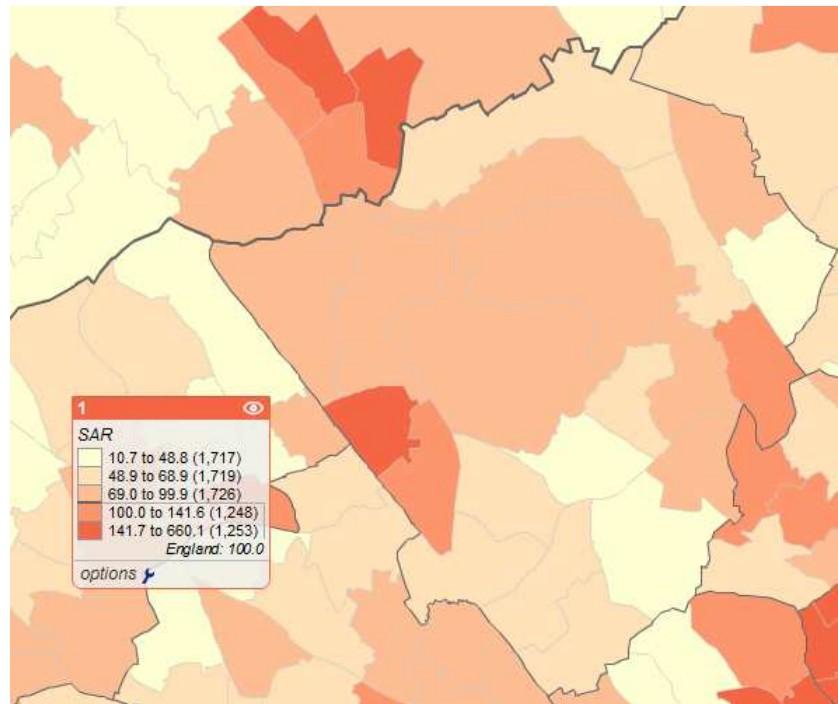 1
SAR
10.7 to 48.8 (1,717)
48.9 to 68.9 (1,719)
69.0 to 99.9 (1,726)
100.0 to 141.6 (1,248)
141.7 to 660.1 (1,253)
England: 100.0
options